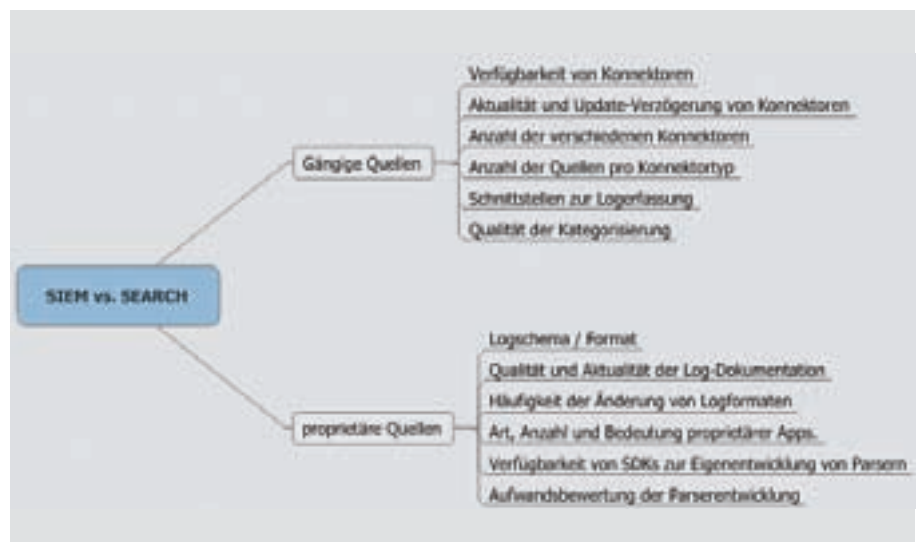 SIEM vs. SEARCH
Gängige Quellen
Verfügbarkeit von Konnektoren
Aktualität und Update-Verzögerung von Konnektoren
Anzahl der verschiedenen Konnektoren
Anzahl der Quellen pro Konnektortyp
Schnittstellen zur Logerfassung
Qualität der Kategorisierung
proprietäre Quellen
Logschema / Format
Qualität und Aktualität der Log-Dokumentation
Häufigkeit der Änderung von Logformaten
Art, Anzahl und Bedeutung proprietärer Apps.
Verfügbarkeit von SDKs zur Eigenentwicklung von Parsern
Aufwandsbewertung der Parserentwicklung